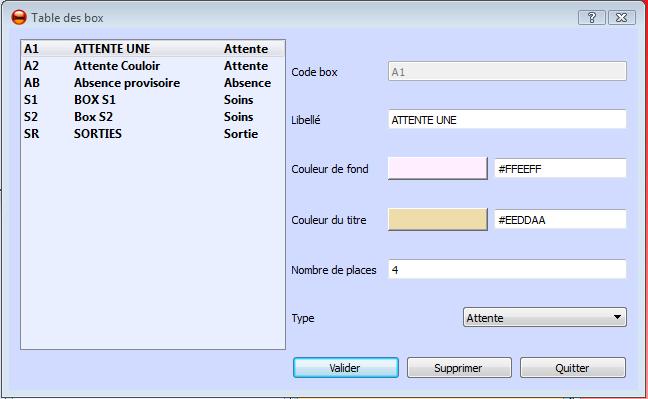 Table des box
A1 ATTENTE UNE Attente
A2 Attente Couloir Attente
AB Absence provisoire Absence
S1 BOX S1 Soins
S2 Box S2 Soins
SR SORTIES Sortie
Code box A1
Libellé ATTENTE UNE
Couleur de fond #FFEEFF
Couleur du titre #EEDDAA
Nombre de places 4
Type Attente
Valider Supprimer Quitter